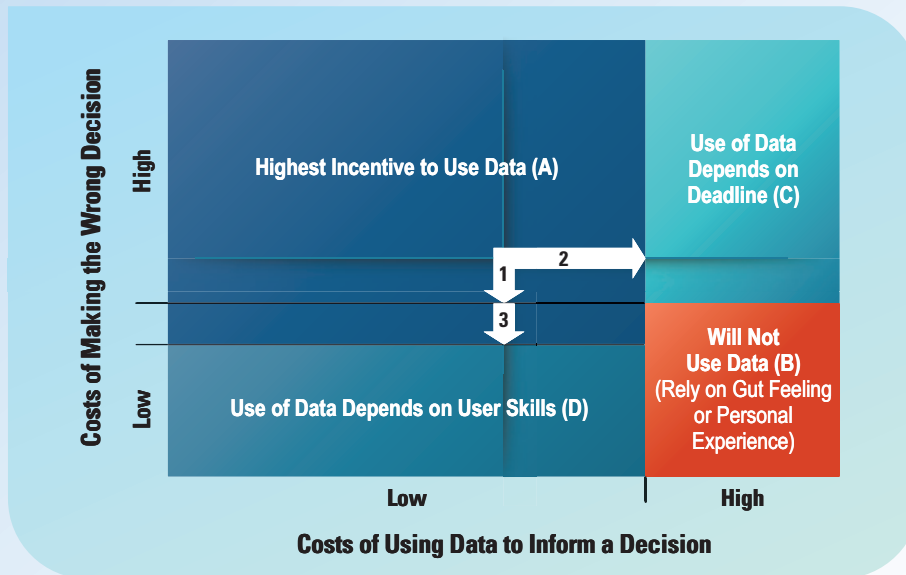 Costs of Making the Wrong Decision
High
Low
Highest Incentive to Use Data (A)
Use of Data
Depends on
Deadline (C)
1
2
3
Use of Data Depends on User Skills (D)
Will Not
Use Data (B)
(Rely on Gut Feeling
or Personal
Experience)
Low
High
Costs of Using Data to Inform a Decision